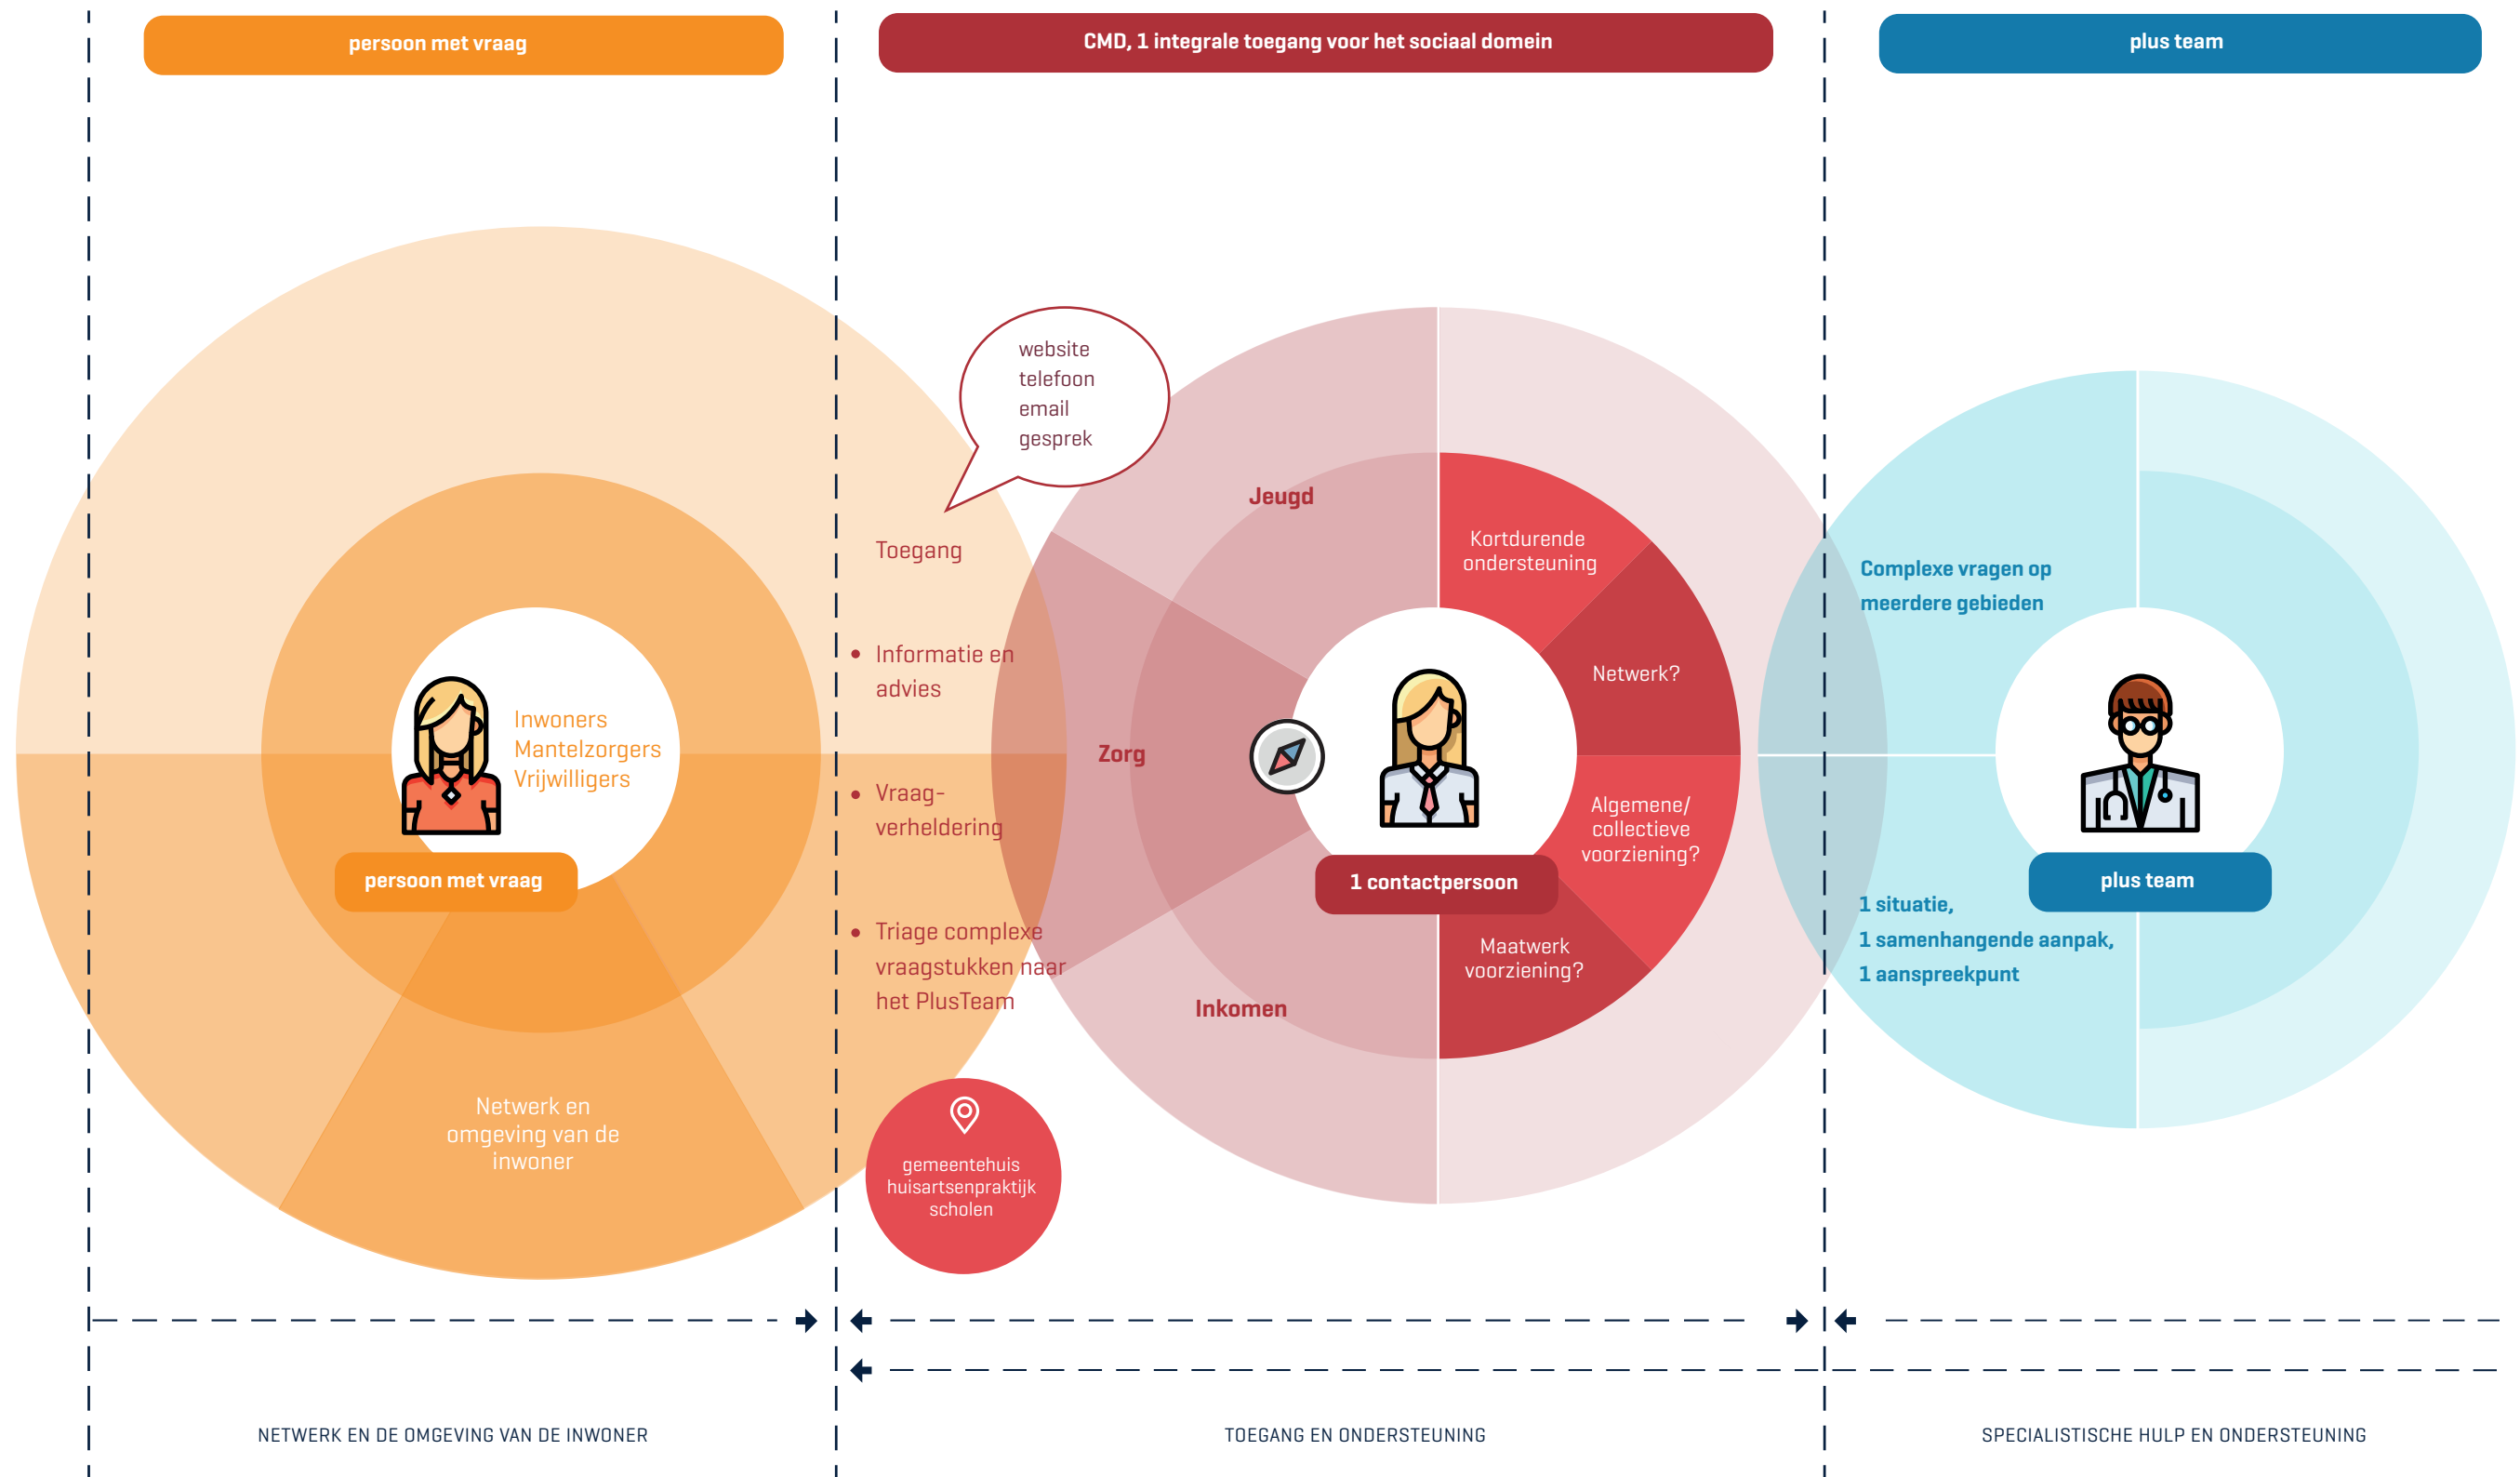 persoon met vraag
CMD, 1 integrale toegang voor het sociaal domein
plus team
website
telefoon
email
gesprek
Toegang
• Informatie en
advies
• Vraag-
verheldering
• Triage complexe
vraagstukken naar
het PlusTeam
Inwoners
Mantelzorgers
Vrijwilligers
persoon met vraag
Netwerk en
omgeving van de
inwoner
gemeentehuis
huisartsenpraktijk
scholen
Jeugd
Zorg
Inkomen
Kortdurende
ondersteuning
Netwerk?
Algemene/
collectieve
voorziening?
Maatwerk
voorziening?
1 contactpersoon
Complexe vragen op
meerdere gebieden
1 situatie,
1 samenhangende aanpak,
1 aanspreekpunt
plus team
NETWERK EN DE OMGEVING VAN DE INWONER
TOEGANG EN ONDERSTEUNING
SPECIALISTISCHE HULP EN ONDERSTEUNING